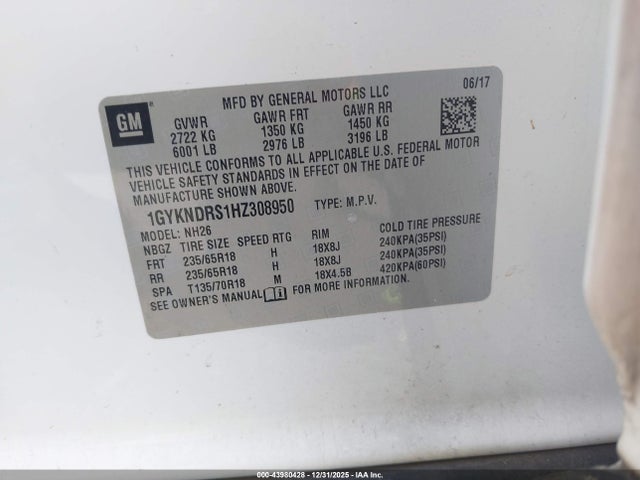 GM
MFD BY GENERAL MOTORS LLC 06/17
GVWR GAWR FRT GAWR RR
2722 KG 1350 KG 1450 KG
6001 LB 2976 LB 3196 LB
THIS VEHICLE CONFORMS TO ALL APPLICABLE U.S. FEDERAL MOTOR
VEHICLE SAFETY STANDARDS IN EFFECT ON THE DATE OF
MANUFACTURE SHOWN ABOVE.
1GYKNDRS1HZ308950 TYPE: M.P.V.
MODEL: NH26
NBGZ TIRE SIZE SPEED RTG RIM COLD TIRE PRESSURE
FRT 235/65R18 H 18X8J 240KPA(35PSI)
RR 235/65R18 H 18X8J 240KPA(35PSI)
SPA T135/70R18 M 18X4.5B 420KPA(60PSI)
SEE OWNER'S MANUAL FOR MORE INFORMATION.
000-43980428 - 12/31/2025 - IAA Inc.